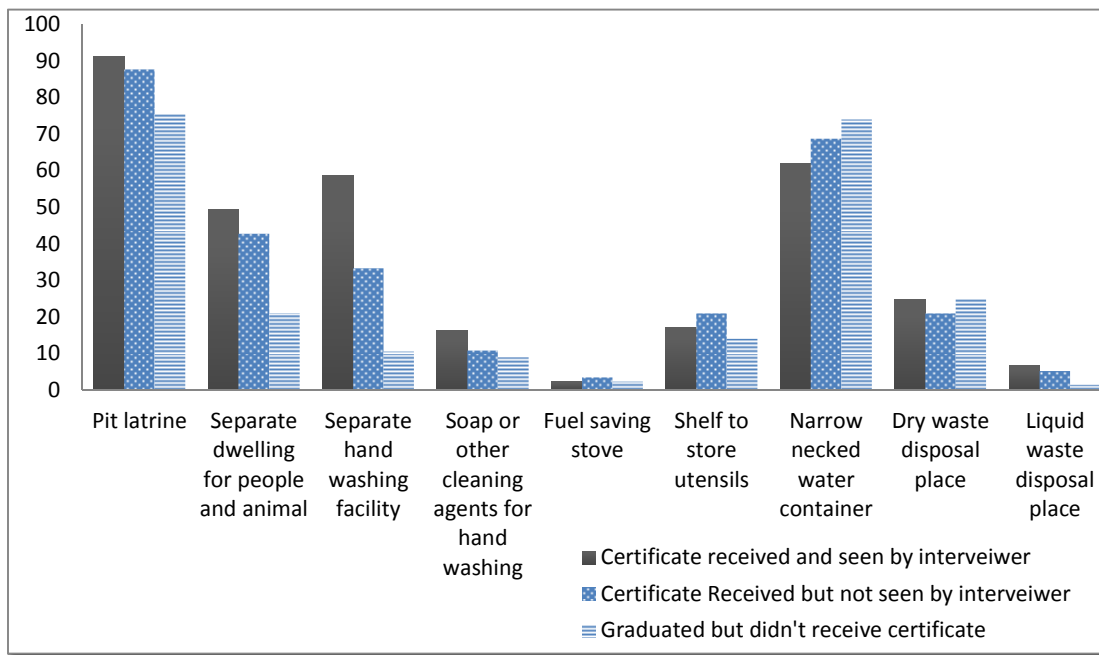 100
90
80
70
60
50
40
30
20
10
0
Pit latrine
Separate
dwelling
for people
and animal
Separate
hand
washing
facility
Soap or
other
cleaning
agents for
hand
washing
Fuel saving
stove
Shelf to
store
utensils
Narrow
necked
water
container
Dry waste
disposal
place
Liquid
waste
disposal
place
Certificate received and seen by interveiwer
Certificate Received but not seen by interveiwer
Graduated but didn't receive certificate